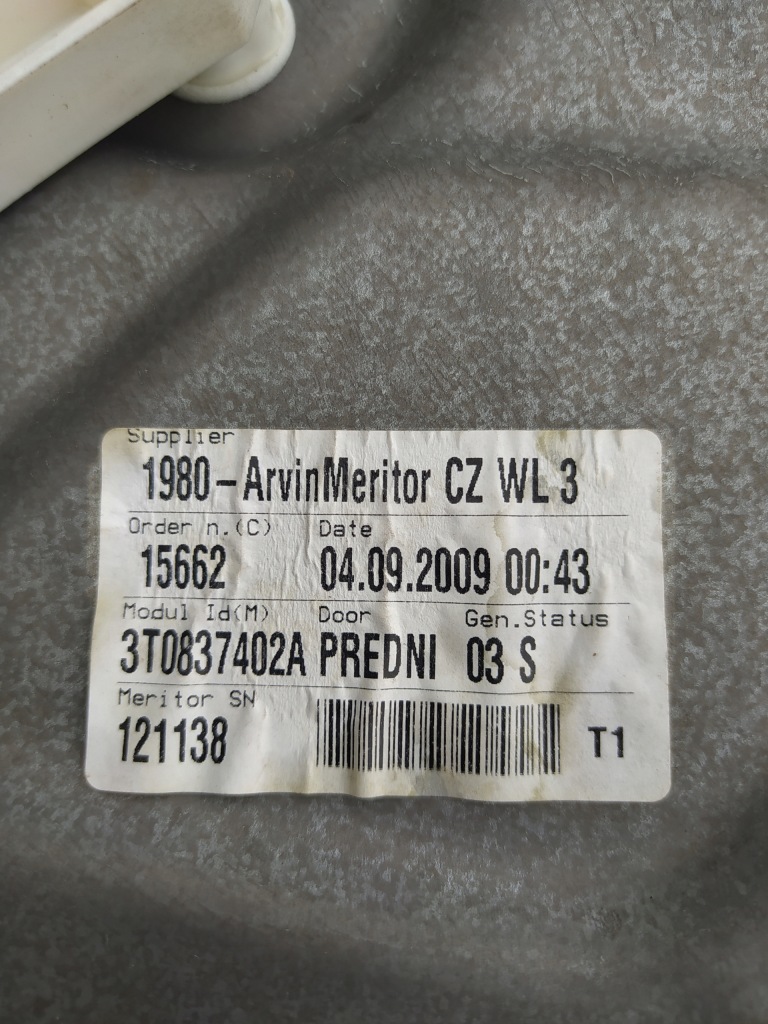 Supplier
1980-ArvinMeritor CZ WL 3
Order n.(C) Date
15662 04.09.2009 00:43
Modul Id(M) Door Gen.Status
3T0837402A PREDNI 03 S
Meritor SN
121138 T1